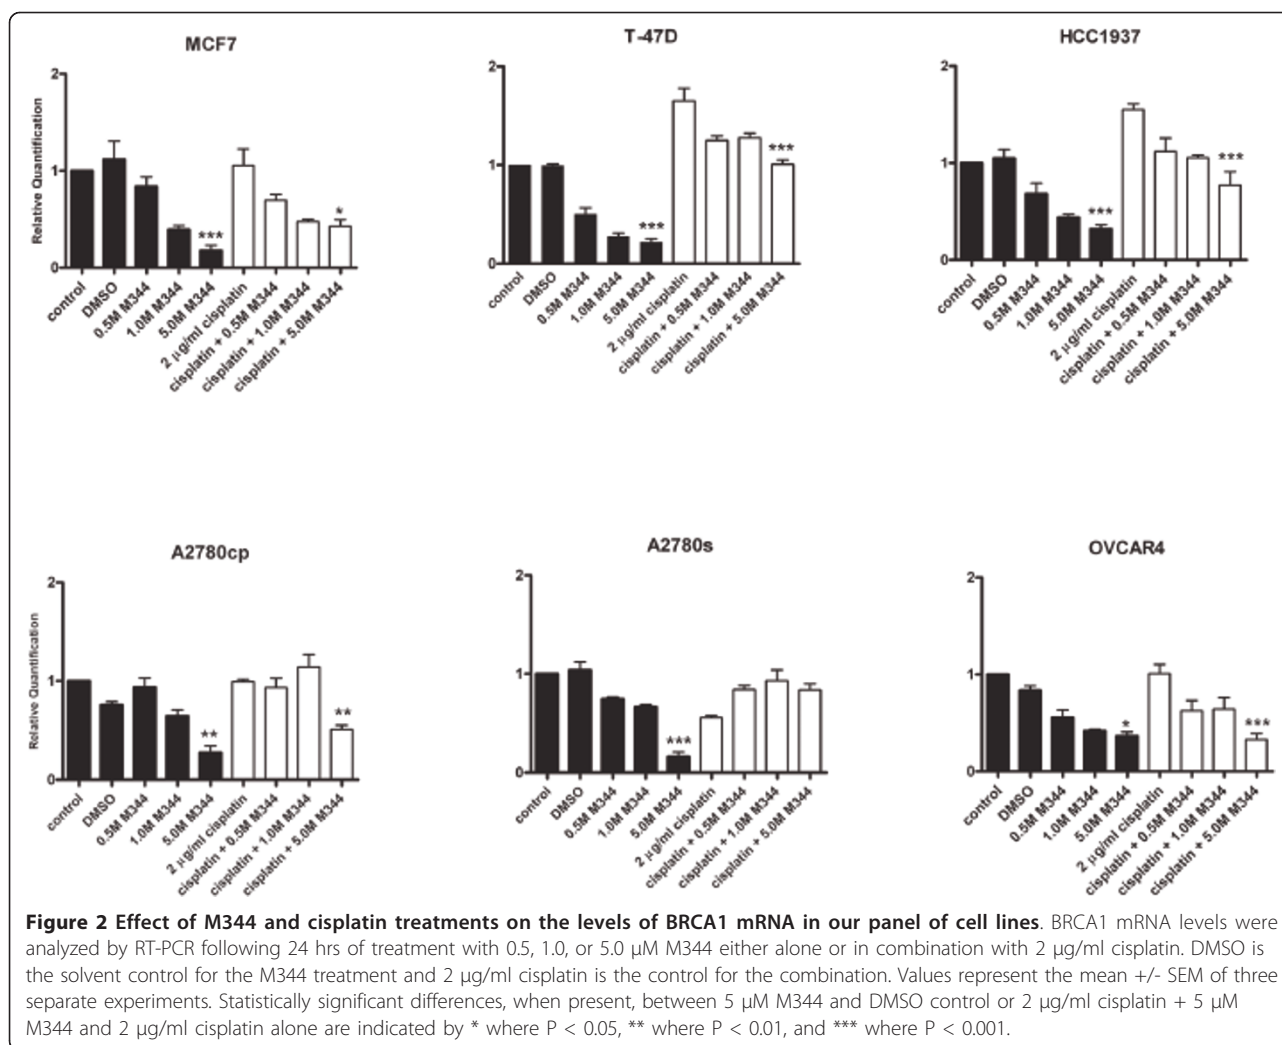 MCF7
Relative Quantification
2
1
0
control
DMSO
0.5M M344
1.0M M344
5.0M M344
2 µg/ml cisplatin
cisplatin + 0.5M M344
cisplatin + 1.0M M344
cisplatin + 5.0M M344
***
*
T-47D
2
1
0
control
DMSO
0.5M M344
1.0M M344
5.0M M344
2 µg/ml cisplatin
cisplatin + 0.5M M344
cisplatin + 1.0M M344
cisplatin + 5.0M M344
***
***
HCC1937
2
1
0
control
DMSO
0.5M M344
1.0M M344
5.0M M344
2 µg/ml cisplatin
cisplatin + 0.5M M344
cisplatin + 1.0M M344
cisplatin + 5.0M M344
***
***
A2780cp
Relative Quantification
2
1
0
control
DMSO
0.5M M344
1.0M M344
5.0M M344
2 µg/ml cisplatin
cisplatin + 0.5M M344
cisplatin + 1.0M M344
cisplatin + 5.0M M344
**
**
A2780s
2
1
0
control
DMSO
0.5M M344
1.0M M344
5.0M M344
2 µg/ml cisplatin
cisplatin + 0.5M M344
cisplatin + 1.0M M344
cisplatin + 5.0M M344
***
OVCAR4
2
1
0
control
DMSO
0.5M M344
1.0M M344
5.0M M344
2 µg/ml cisplatin
cisplatin + 0.5M M344
cisplatin + 1.0M M344
cisplatin + 5.0M M344
*
***
Figure 2 Effect of M344 and cisplatin treatments on the levels of BRCA1 mRNA in our panel of cell lines. BRCA1 mRNA levels were
analyzed by RT-PCR following 24 hrs of treatment with 0.5, 1.0, or 5.0 µM M344 either alone or in combination with 2 µg/ml cisplatin. DMSO is
the solvent control for the M344 treatment and 2 µg/ml cisplatin is the control for the combination. Values represent the mean +/- SEM of three
separate experiments. Statistically significant differences, when present, between 5 µM M344 and DMSO control or 2 µg/ml cisplatin + 5 µM
M344 and 2 µg/ml cisplatin alone are indicated by * where P < 0.05, ** where P < 0.01, and *** where P < 0.001.